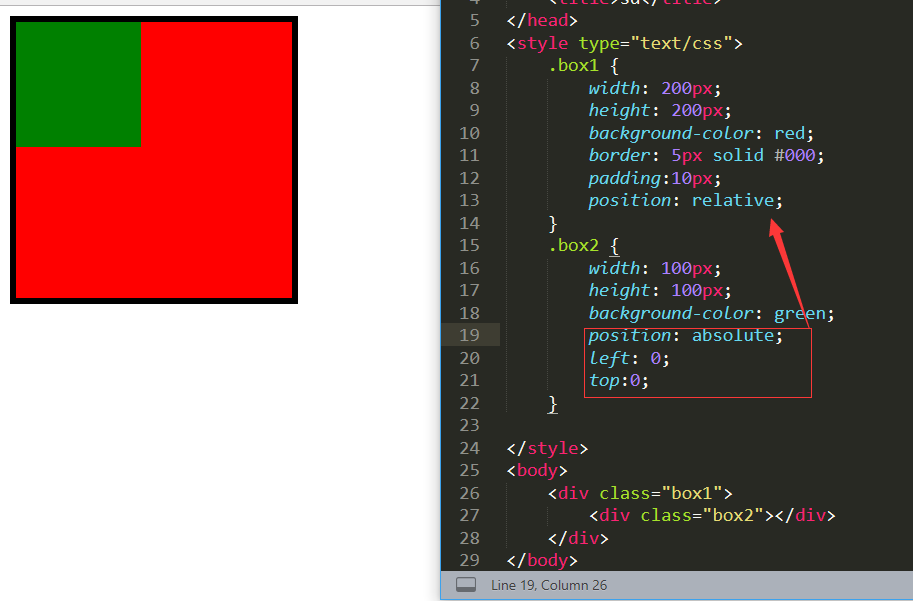 5 </head>
6 <style type="text/css">
7 .box1 {
8 width: 200px;
9 height: 200px;
10 background-color: red;
11 border: 5px solid #000;
12 padding:10px;
13 position: relative;
14 }
15 .box2 {
16 width: 100px;
17 height: 100px;
18 background-color: green;
19 position: absolute;
20 left: 0;
21 top:0;
22 }
23
24 </style>
25 <body>
26 <div class="box1">
27 <div class="box2"></div>
28 </div>
29 </body>
Line 19, Column 26